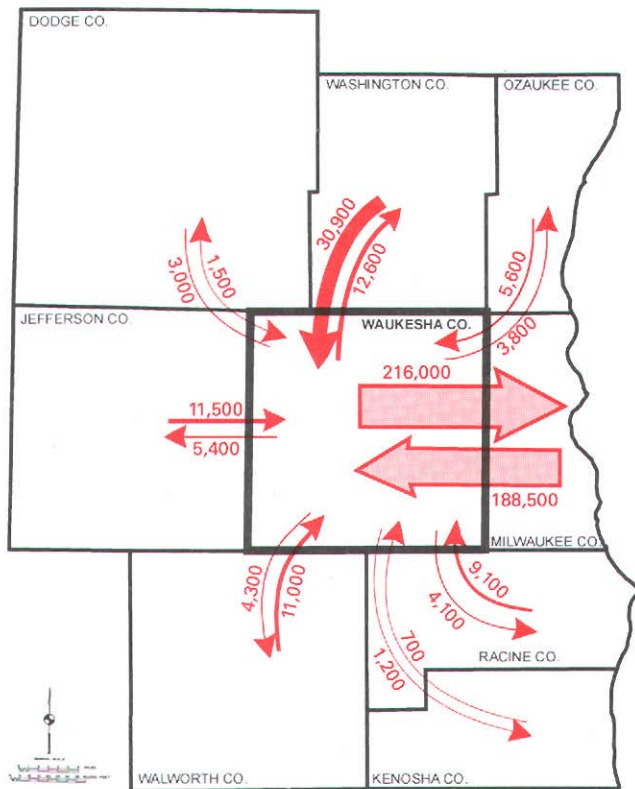 DODGE CO.
WASHINGTON CO.
OZAUKEE CO.
30,900
12,600
1,500
3,000
5,600
3,800
JEFFERSON CO.
WAUKESHA CO.
216,000
11,500
5,400
188,500
MILWAUKEE CO.
4,300
11,000
9,100
4,100
700
1,200
RACINE CO.
WALWORTH CO.
KENOSHA CO.